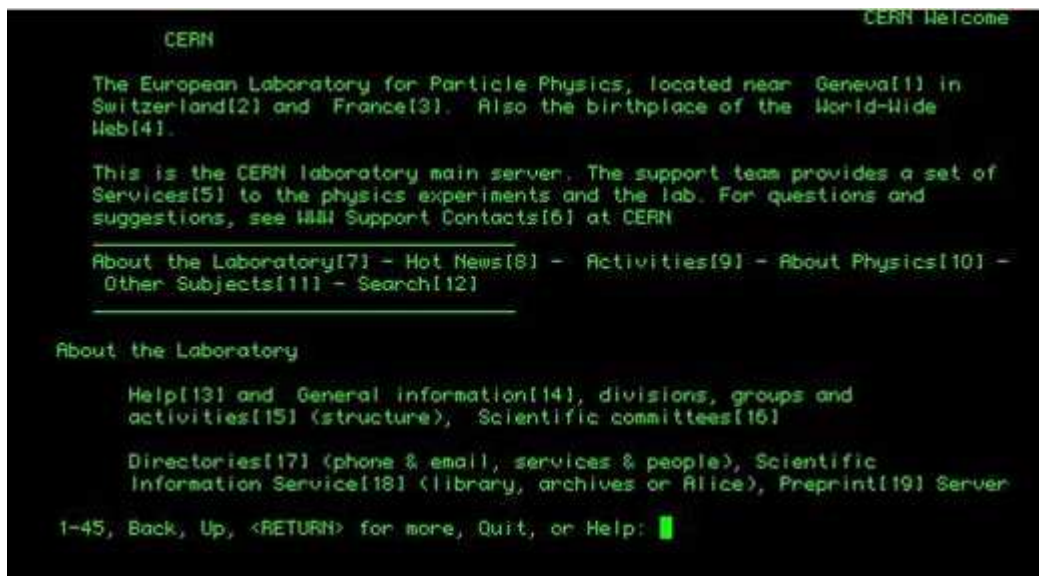 CERN Welcome
CERN
The European Laboratory for Particle Physics, located near Geneva[1] in
Switzerland[2] and France[3]. Also the birthplace of the World-Wide
Web[4].
This is the CERN laboratory main server. The support team provides a set of
Services[5] to the physics experiments and the lab. For questions and
suggestions, see WWW Support Contacts[6] at CERN
About the Laboratory[7] - Hot News[8] - Activities[9] - About Physics[10] -
Other Subjects[11] - Search[12]
About the Laboratory
Help[13] and General information[14], divisions, groups and
activities[15] (structure), Scientific committees[16]
Directories[17] (phone & email, services & people), Scientific
Information Service[18] (library, archives or Alice), Preprint[19] Server
1-45, Back, Up, <RETURN> for more, Quit, or Help: